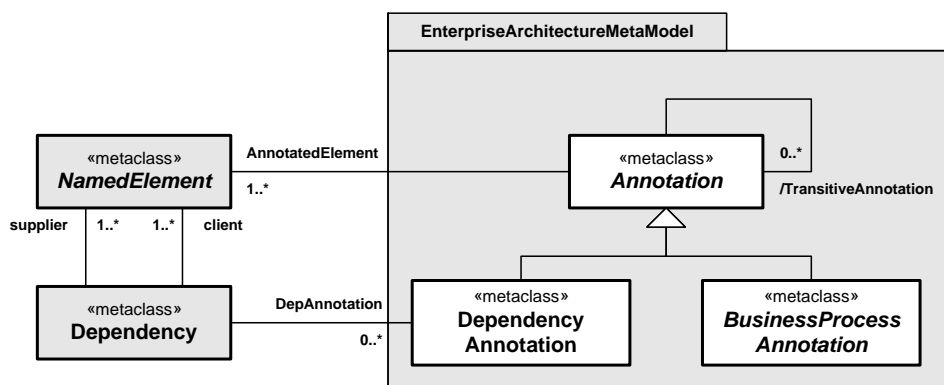 EnterpriseArchitectureMetaModel
«metaclass»
NamedElement
AnnotatedElement
1..*
«metaclass»
Annotation
0..*
/TransitiveAnnotation
supplier
1..*
1..*
client
«metaclass»
Dependency
DepAnnotation
0..*
«metaclass»
Dependency
Annotation
«metaclass»
BusinessProcess
Annotation